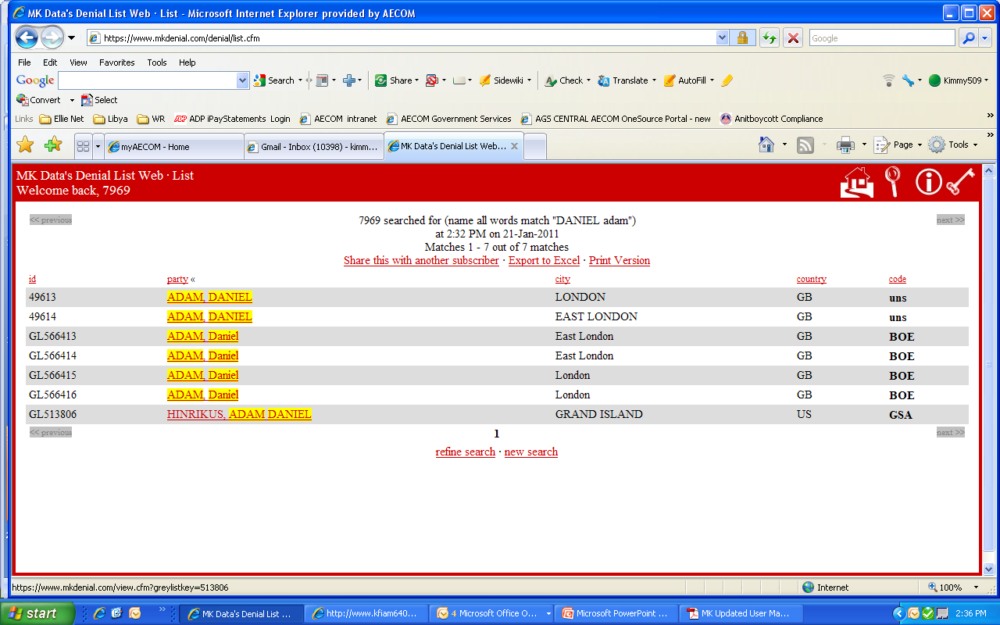 MK Data's Denial List Web · List - Microsoft Internet Explorer provided by AECOM
https://www.mkdenial.com/denial/list.cfm
Google
File Edit View Favorites Tools Help
Google Search Share Sidewiki Check Translate AutoFill Kimmy509
Convert Select
Links Ellie Net Libya WR ADP ADP iPayStatements Login AECOM intranet AECOM Government Services AGS CENTRAL AECOM OneSource Portal - new Anitboycott Compliance »
myAECOM - Home Gmail - Inbox (10398) - kimm... MK Data's Denial List Web... Page Tools »
MK Data's Denial List Web · List
Welcome back, 7969
<< previous 7969 searched for (name all words match "DANIEL adam") next >>
at 2:32 PM on 21-Jan-2011
Matches 1 - 7 out of 7 matches
Share this with another subscriber · Export to Excel · Print Version
id party « city country code
49613 ADAM, DANIEL LONDON GB uns
49614 ADAM, DANIEL EAST LONDON GB uns
GL566413 ADAM, Daniel East London GB BOE
GL566414 ADAM, Daniel East London GB BOE
GL566415 ADAM, Daniel London GB BOE
GL566416 ADAM, Daniel London GB BOE
GL513806 HINRIKUS, ADAM DANIEL GRAND ISLAND US GSA
<< previous 1 next >>
refine search · new search
https://www.mkdenial.com/view.cfm?greylistkey=513806 Internet 100%
start » MK Data's Denial List ... http://www.kfiam640... 4 Microsoft Office O... Microsoft PowerPoint ... MK Updated User Ma... 2:36 PM